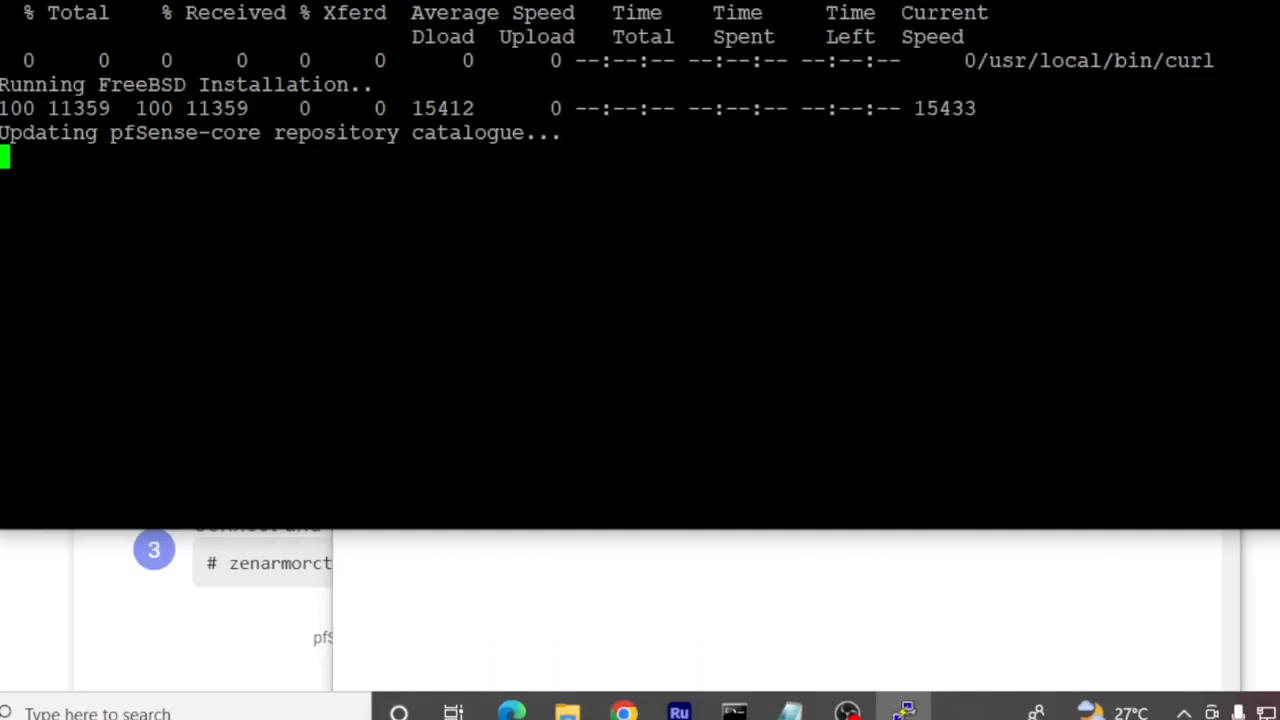 % Total % Received % Xferd Average Speed Time Time Time Current
Dload Upload Total Spent Left Speed
0 0 0 0 0 0 0 0 --:--:-- --:--:-- --:--:-- 0/usr/local/bin/curl
Running FreeBSD Installation..
100 11359 100 11359 0 0 15412 0 --:--:-- --:--:-- --:--:-- 15433
Updating pfSense-core repository catalogue...
3
# zenarmorct
pfS
Type here to search
Ru
27°C